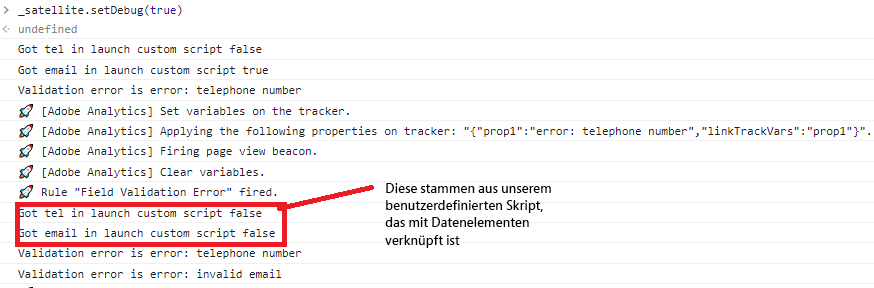 > _satellite.setDebug(true)
undefined
Got tel in launch custom script false
Got email in launch custom script true
Validation error is error: telephone number
🚀 [Adobe Analytics] Set variables on the tracker.
🚀 [Adobe Analytics] Applying the following properties on tracker: "{"prop1":"error: telephone number","linkTrackVars":"prop1"}".
🚀 [Adobe Analytics] Firing page view beacon.
🚀 [Adobe Analytics] Clear variables.
🚀 Rule "Field Validation Error" fired.
Got tel in launch custom script false
Got email in launch custom script false
Validation error is error: telephone number
Validation error is error: invalid email
Diese stammen aus unserem
benutzerdefinierten Skript,
das mit Datenelementen
verknüpft ist